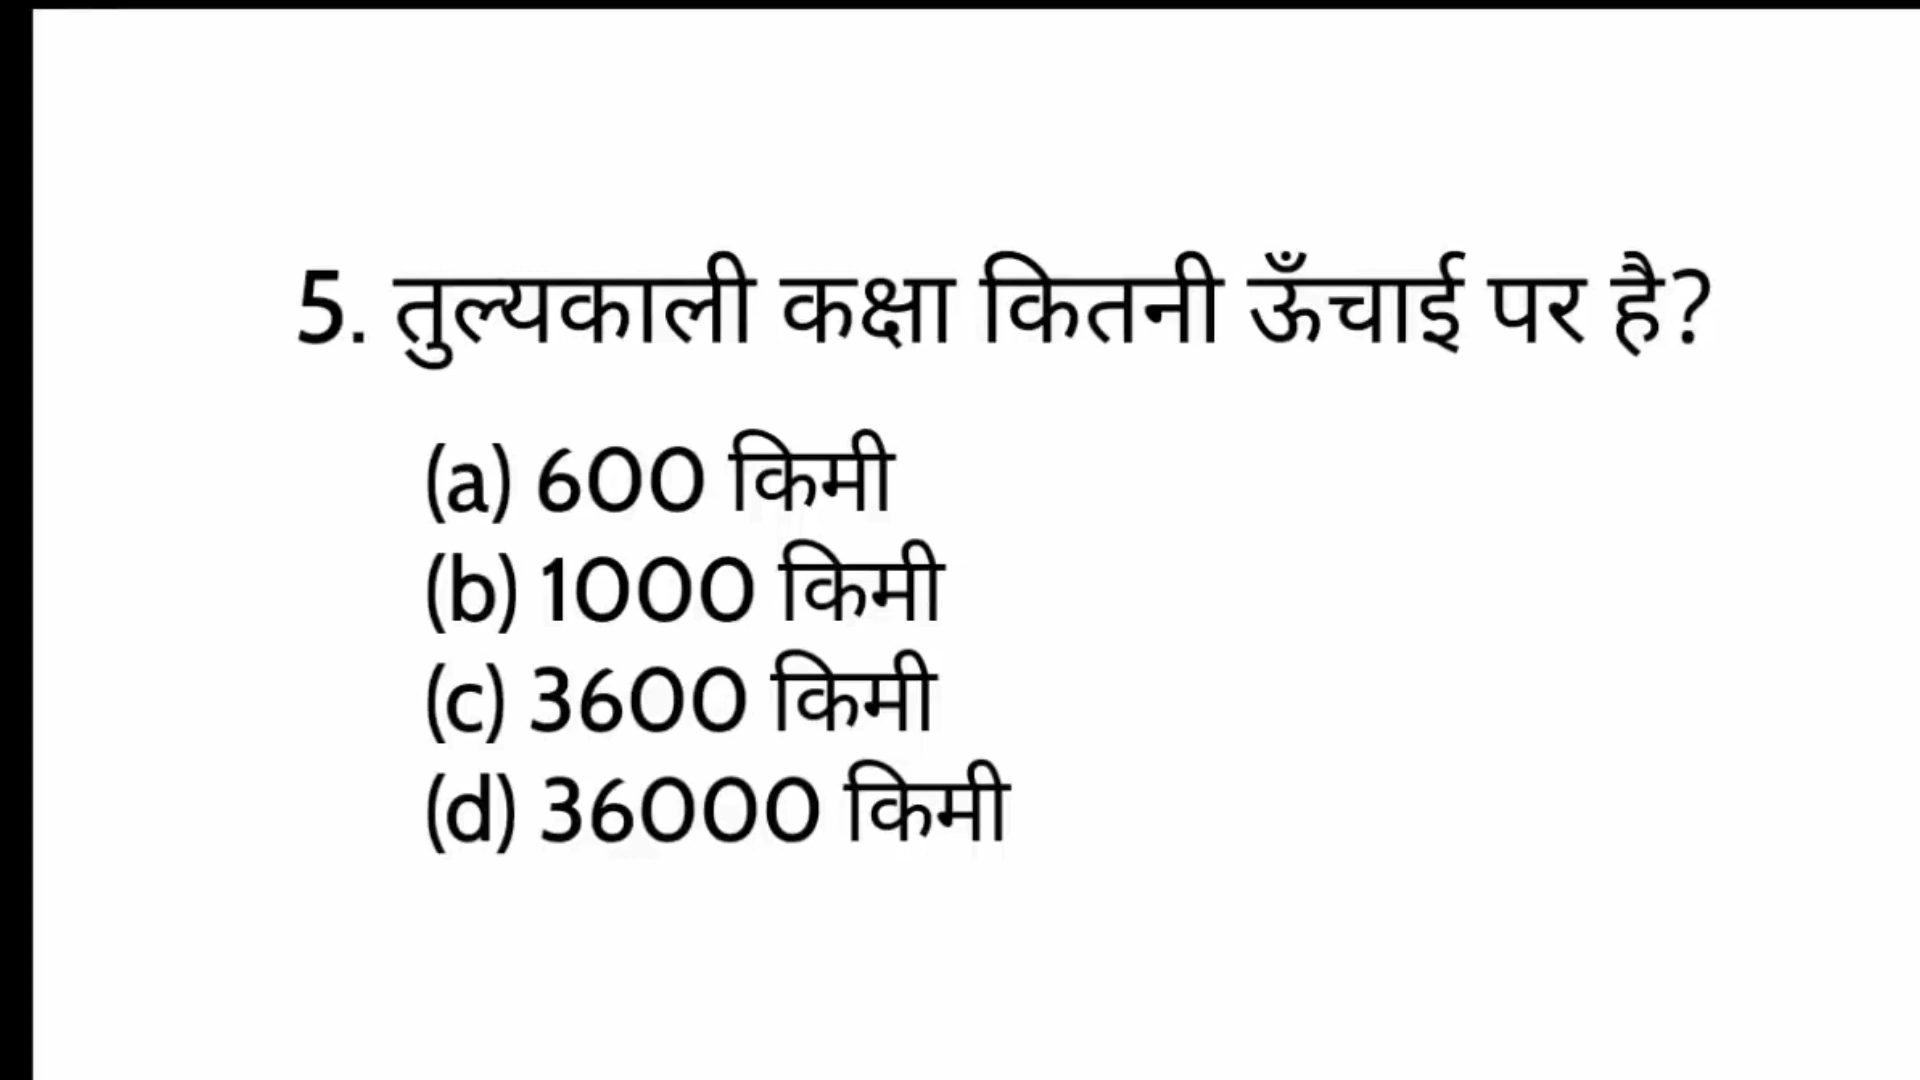 5. तुल्यकाली कक्षा कितनी ऊँचाई पर है?
(a) 600 किमी
(b) 1000 किमी
(c) 3600 किमी
(d) 36000 किमी